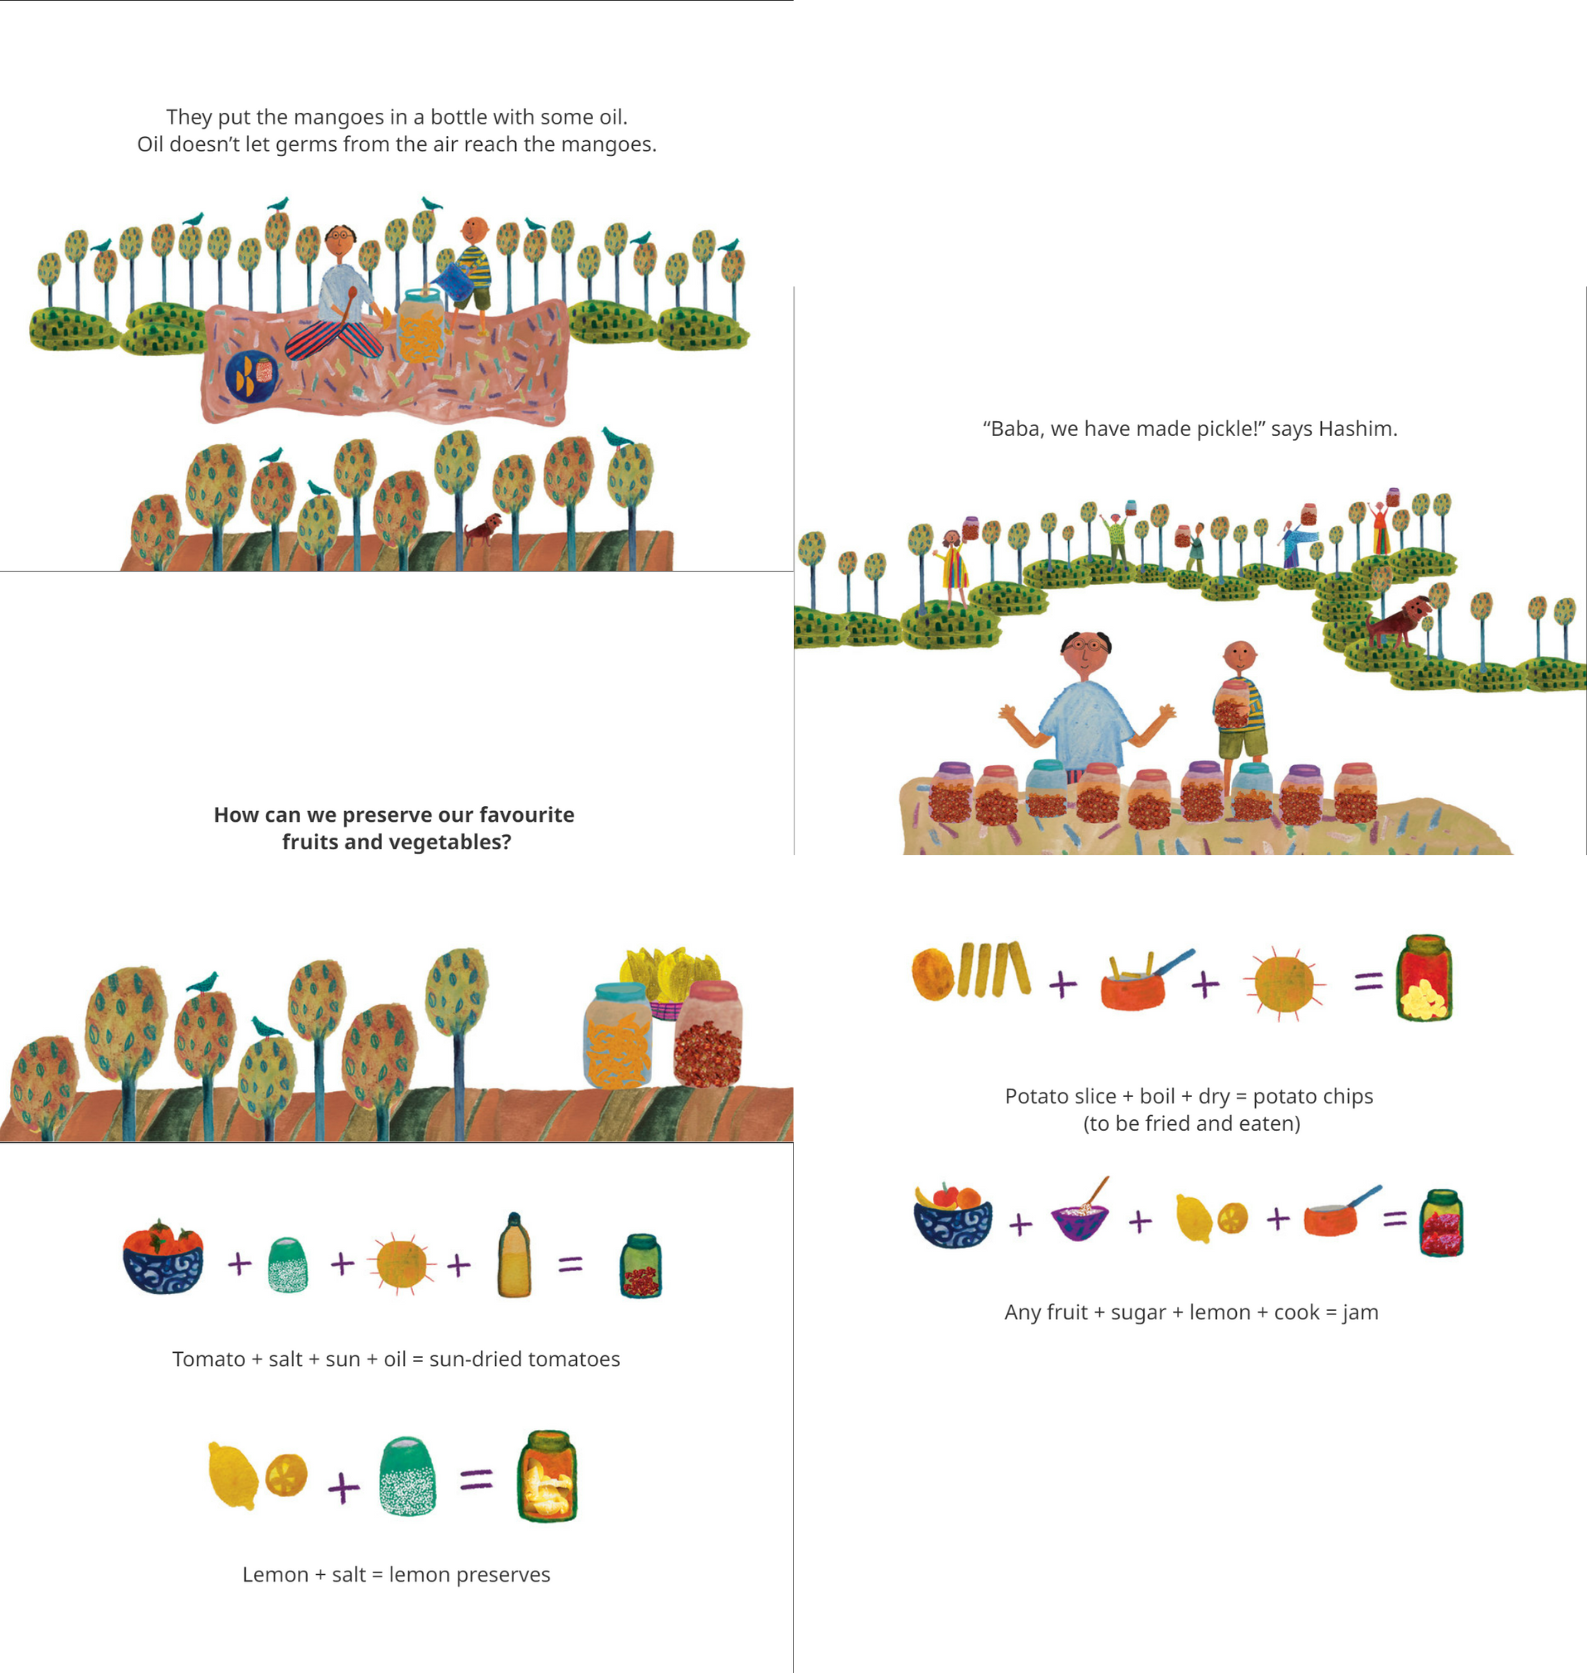 They put the mangoes in a bottle with some oil.
Oil doesn’t let germs from the air reach the mangoes.
“Baba, we have made pickle!” says Hashim.
How can we preserve our favourite
fruits and vegetables?
Tomato + salt + sun + oil = sun-dried tomatoes
Lemon + salt = lemon preserves
Potato slice + boil + dry = potato chips
(to be fried and eaten)
Any fruit + sugar + lemon + cook = jam